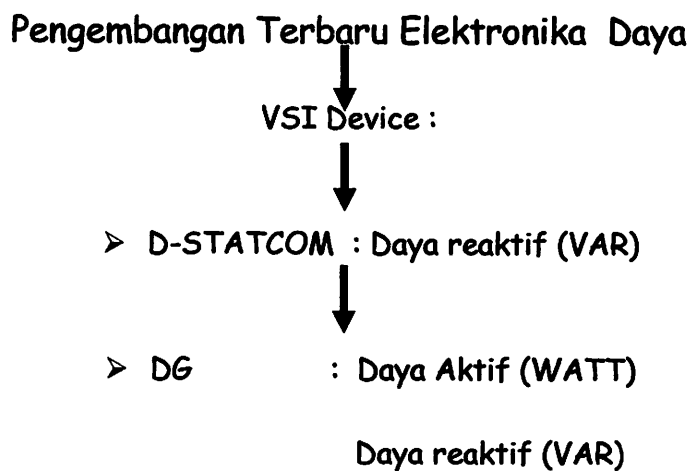 Pengembangan Terbaru Elektronika Daya
VSI Device :
➢ D-STATCOM : Daya reaktif (VAR)
➢ DG : Daya Aktif (WATT)
Daya reaktif (VAR)